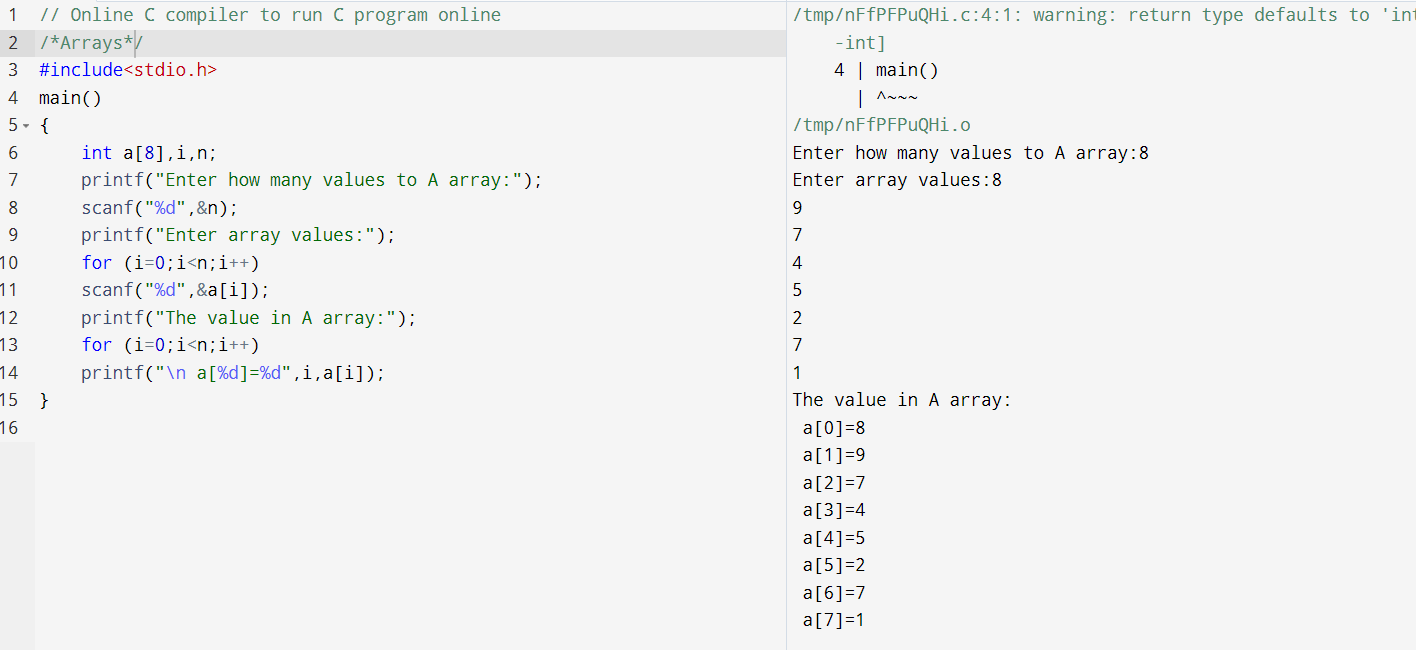 1 // Online C compiler to run C program online
2 /*Arrays*/
3 #include<stdio.h>
4 main()
5 {
6 int a[8],i,n;
7 printf("Enter how many values to A array:");
8 scanf("%d",&n);
9 printf("Enter array values:");
10 for (i=0;i<n;i++)
11 scanf("%d",&a[i]);
12 printf("The value in A array:");
13 for (i=0;i<n;i++)
14 printf("\n a[%d]=%d",i,a[i]);
15 }
16
/tmp/nFfPFPuQHi.c:4:1: warning: return type defaults to 'int
-int]
4 | main()
| ^~~~
/tmp/nFfPFPuQHi.o
Enter how many values to A array:8
Enter array values:8
9
7
4
5
2
7
1
The value in A array:
a[0]=8
a[1]=9
a[2]=7
a[3]=4
a[4]=5
a[5]=2
a[6]=7
a[7]=1